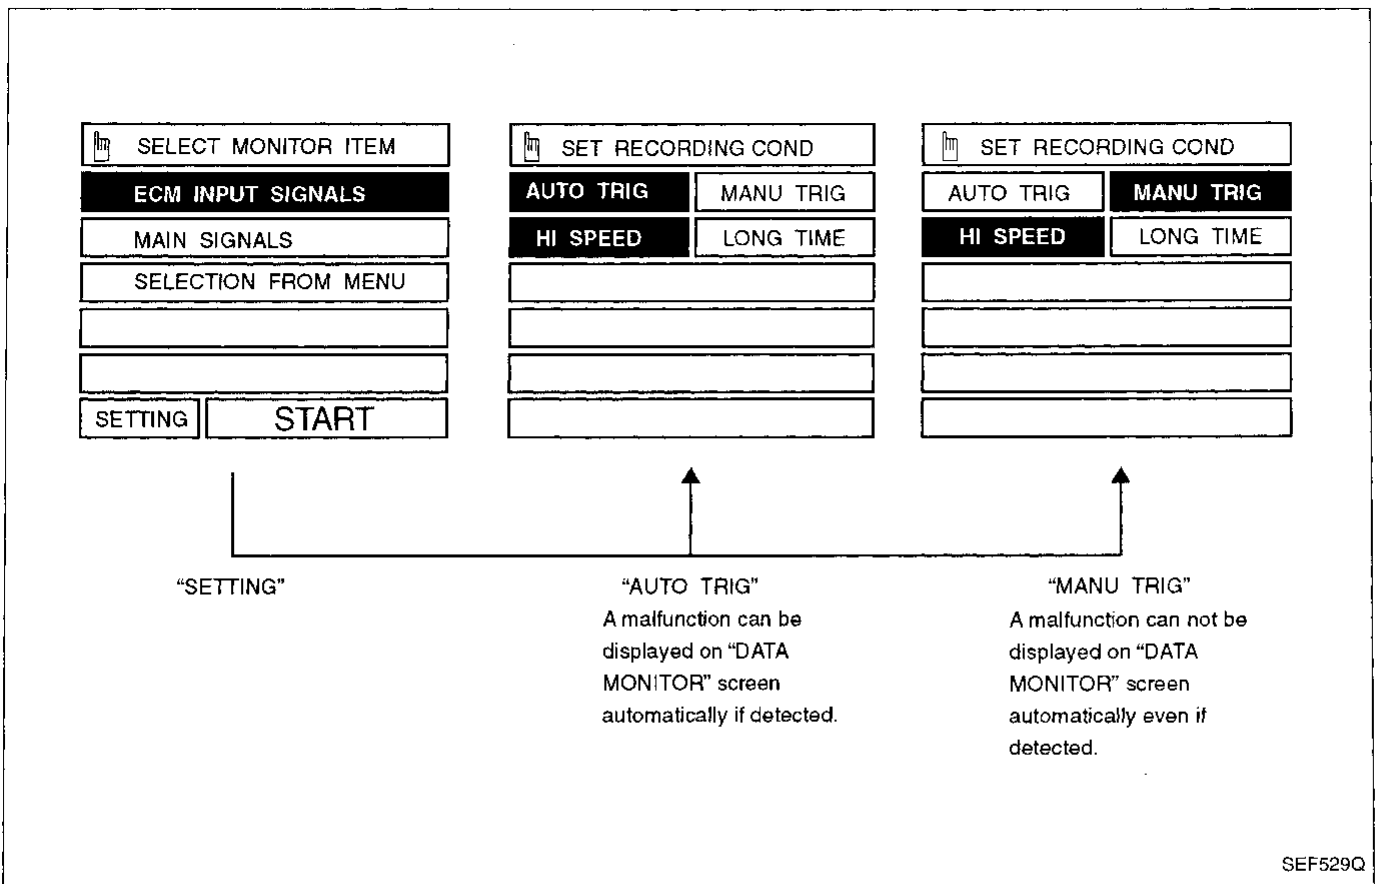 SELECT MONITOR ITEM
ECM INPUT SIGNALS
MAIN SIGNALS
SELECTION FROM MENU
SETTING START
SET RECORDING COND
AUTO TRIG MANU TRIG
HI SPEED LONG TIME
SET RECORDING COND
AUTO TRIG MANU TRIG
HI SPEED LONG TIME
“SETTING”
“AUTO TRIG”
A malfunction can be
displayed on “DATA
MONITOR” screen
automatically if detected.
“MANU TRIG”
A malfunction can not be
displayed on “DATA
MONITOR” screen
automatically even if
detected.
SEF529Q